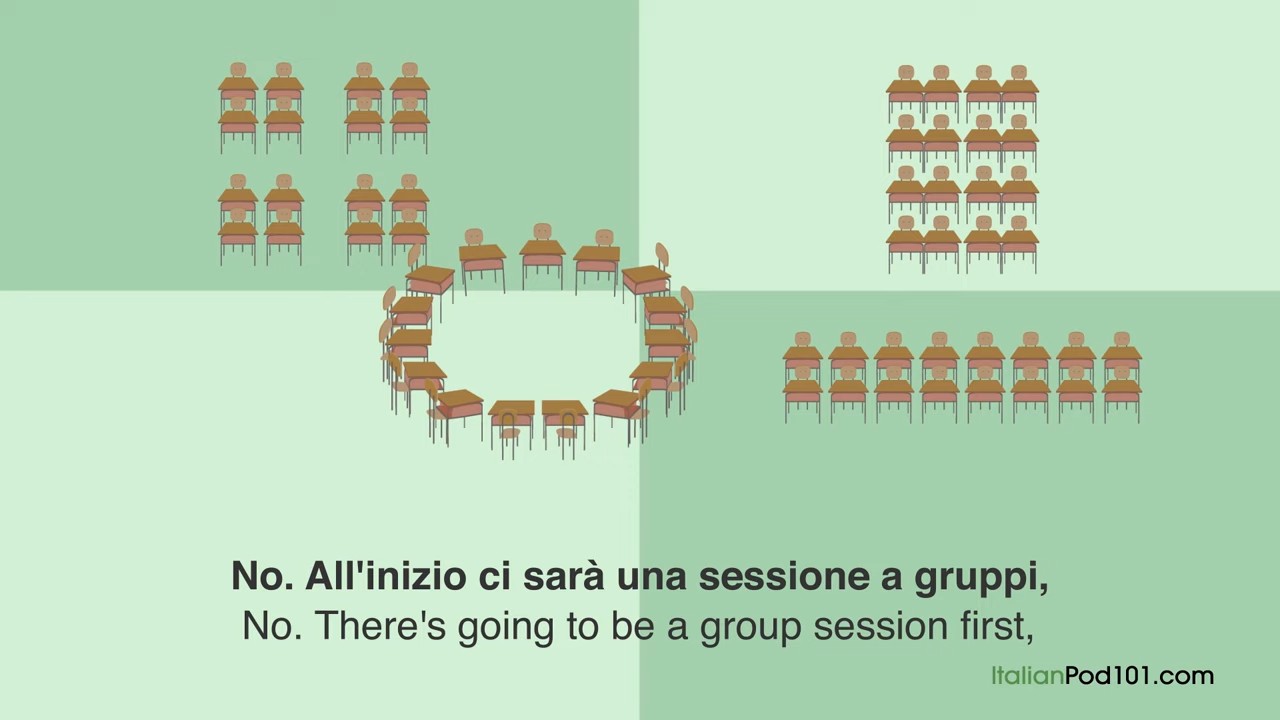 No. All'inizio ci sarà una sessione a gruppi,
No. There's going to be a group session first,
ItalianPod101.com